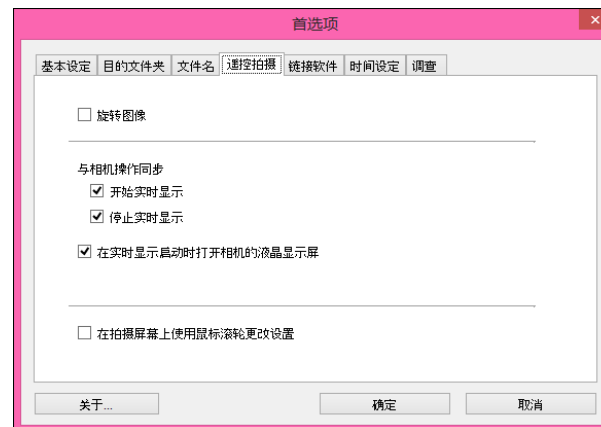 首选项
基本设定 目的文件夹 文件名 遥控拍摄 链接软件 时间设定 调查
旋转图像
与相机操作同步
开始实时显示
停止实时显示
在实时显示启动时打开相机的液晶显示屏
在拍摄屏幕上使用鼠标滚轮更改设置
关于... 确定 取消